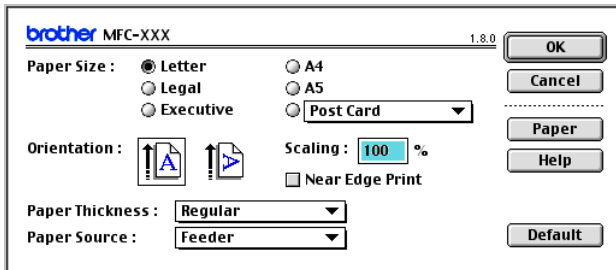 brother MFC-XXX
1.8.0
OK
Paper Size : Letter A4
Cancel
Legal A5
Executive Post Card
Paper
Orientation : A A Scaling : 100 %
Help
Near Edge Print
Paper Thickness : Regular
Paper Source : Feeder
Default